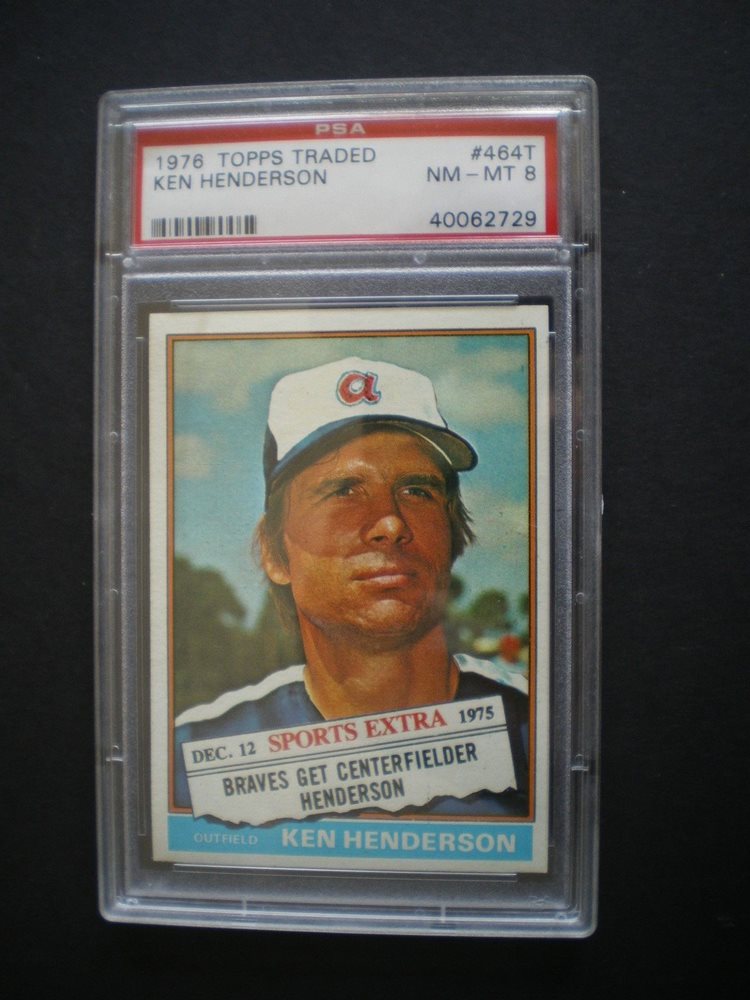 PSA
1976 TOPPS TRADED #464T
KEN HENDERSON NM - MT 8
40062729
a
DEC. 12 SPORTS EXTRA 1975
BRAVES GET CENTERFIELDER
HENDERSON
OUTFIELD KEN HENDERSON